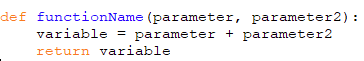 def functionName(parameter, parameter2):
    variable = parameter + parameter2
    return variable